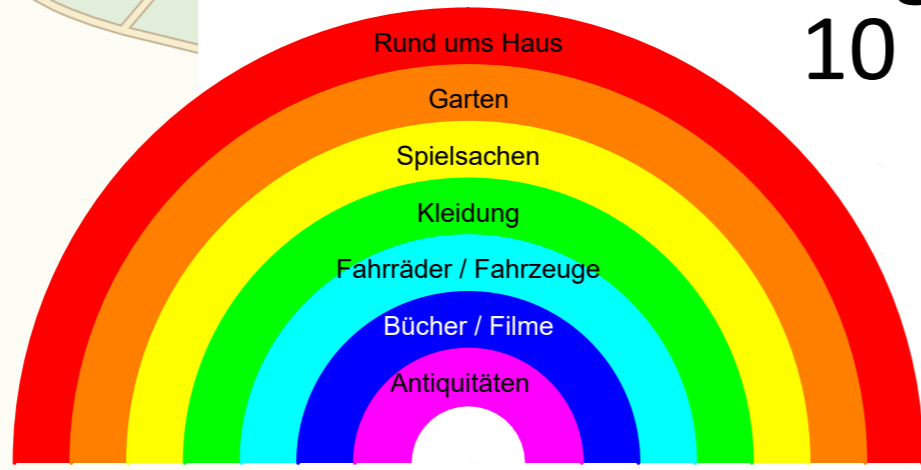 10
Rund ums Haus
Garten
Spielsachen
Kleidung
Fahrräder / Fahrzeuge
Bücher / Filme
Antiquitäten